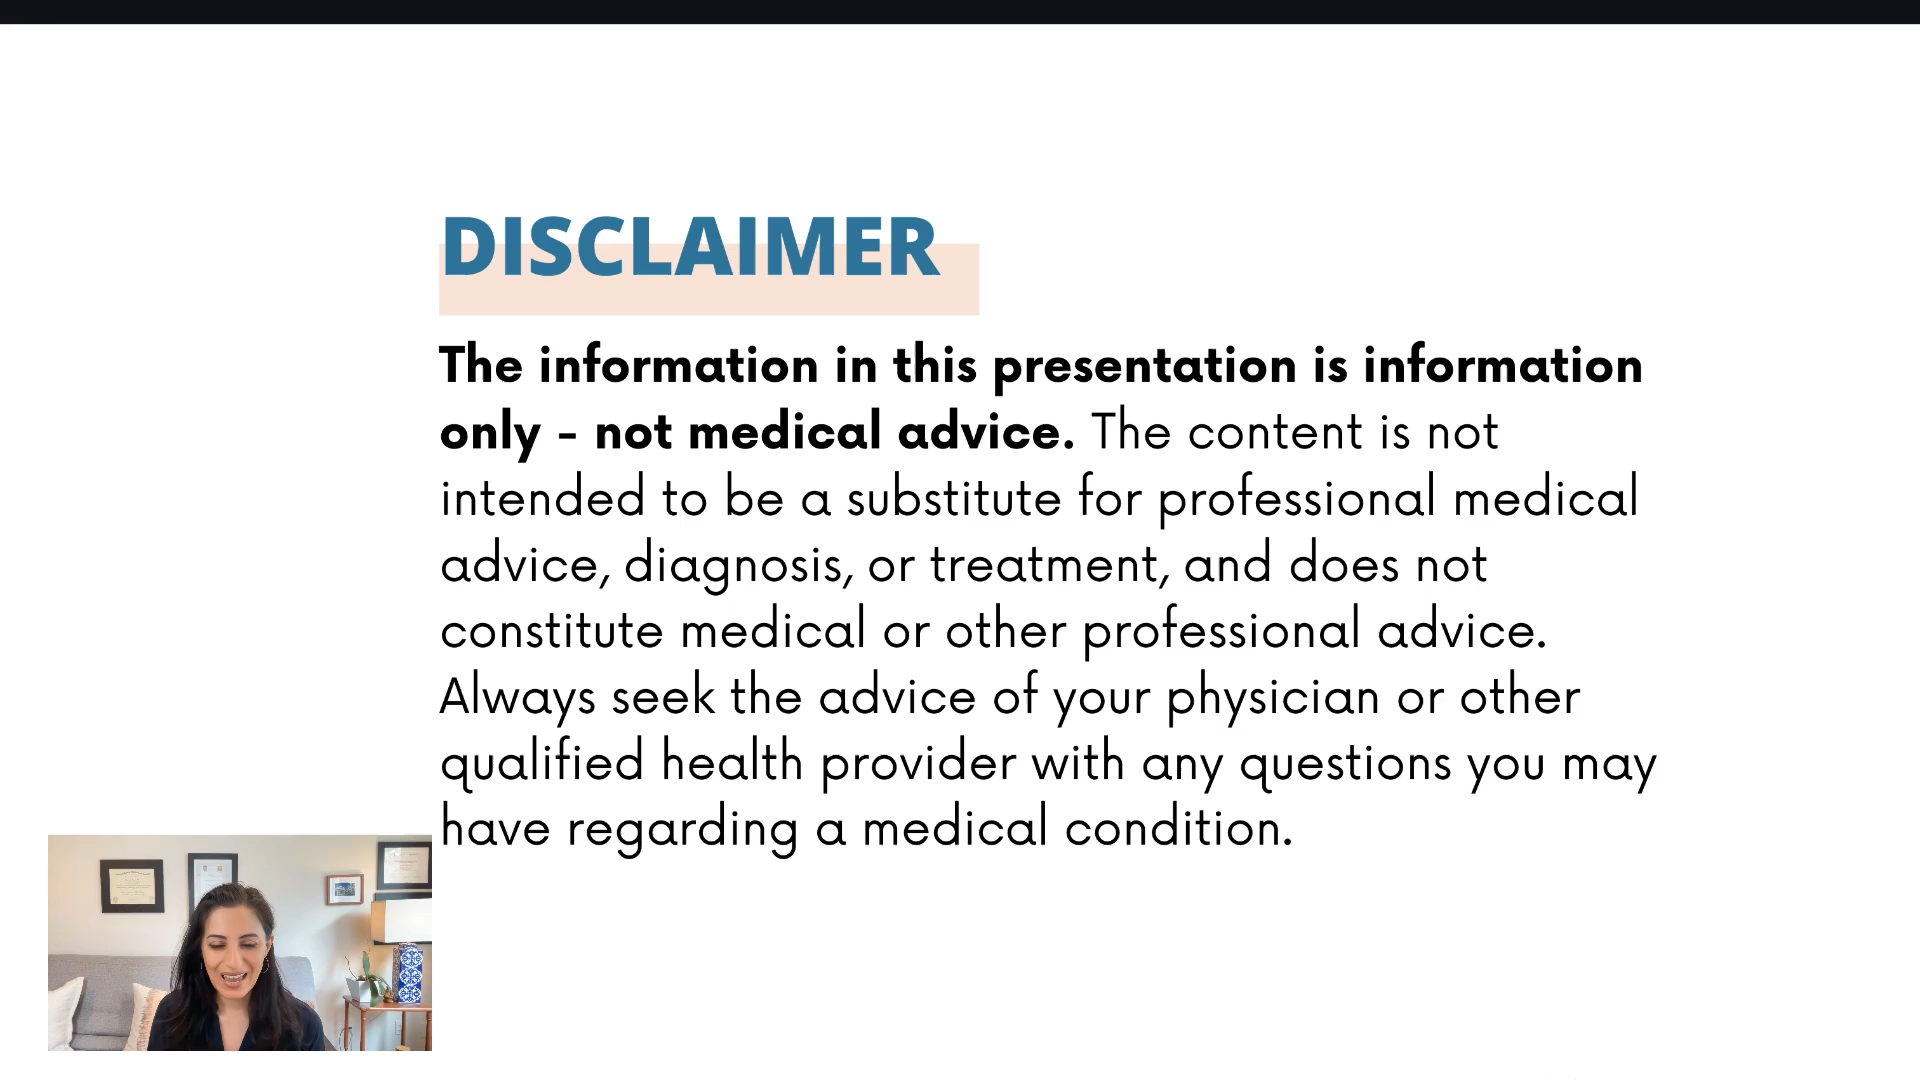 DISCLAIMER
The information in this presentation is information
only - not medical advice. The content is not
intended to be a substitute for professional medical
advice, diagnosis, or treatment, and does not
constitute medical or other professional advice.
Always seek the advice of your physician or other
qualified health provider with any questions you may
have regarding a medical condition.